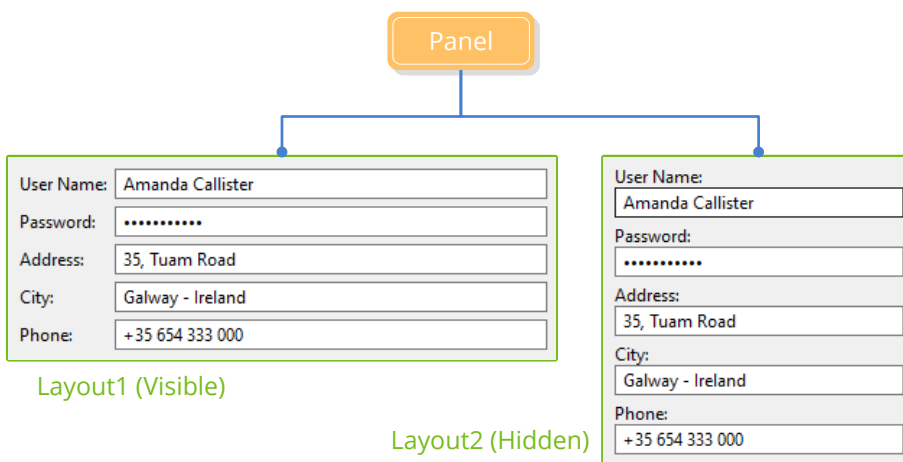 Panel
User Name: Amanda Callister
Password: •••••••••••
Address: 35, Tuam Road
City: Galway - Ireland
Phone: +35 654 333 000
Layout1 (Visible)
User Name:
Amanda Callister
Password:
•••••••••••
Address:
35, Tuam Road
City:
Galway - Ireland
Phone:
+35 654 333 000
Layout2 (Hidden)